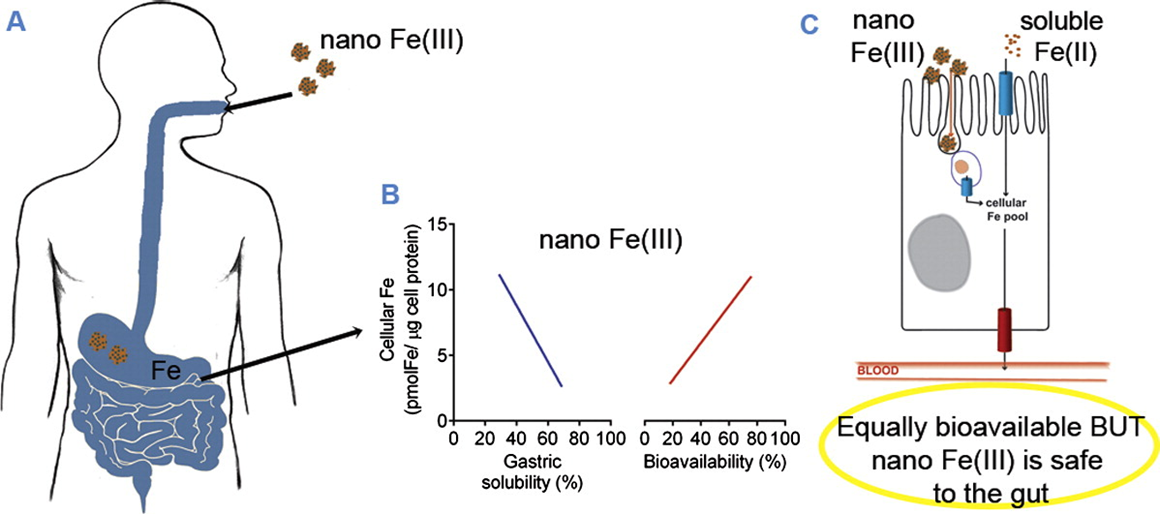 A
nano Fe(III)
Fe
B
nano Fe(III)
Cellular Fe
(pmolFe/ µg cell protein)
15
10
5
0
0 20 40 60 80 100
Gastric
solubility (%)
0 20 40 60 80 100
Bioavailability (%)
C
nano
Fe(III)
soluble
Fe(II)
cellular
Fe pool
BLOOD
Equally bioavailable BUT
nano Fe(III) is safe
to the gut